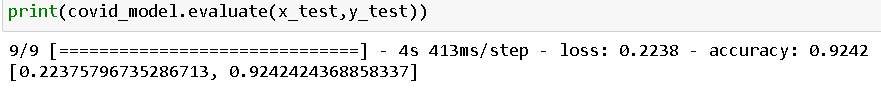 print(covid_model.evaluate(x_test,y_test))
9/9 [==============================] - 4s 413ms/step - loss: 0.2238 - accuracy: 0.9242
[0.22375796735286713, 0.9242424368858337]